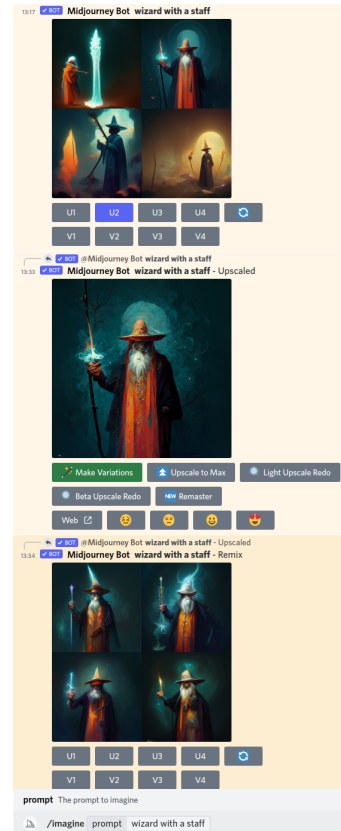 13:17 ✔ BOT Midjourney Bot wizard with a staff
U1 U2 U3 U4
V1 V2 V3 V4
✔ BOT @Midjourney Bot wizard with a staff
13:33 ✔ BOT Midjourney Bot wizard with a staff - Upscaled
Make Variations Upscale to Max Light Upscale Redo
Beta Upscale Redo NEW Remaster
Web
✔ BOT @Midjourney Bot wizard with a staff - Upscaled
13:34 ✔ BOT Midjourney Bot wizard with a staff - Remix
U1 U2 U3 U4
V1 V2 V3 V4
prompt The prompt to imagine
/imagine prompt wizard with a staff